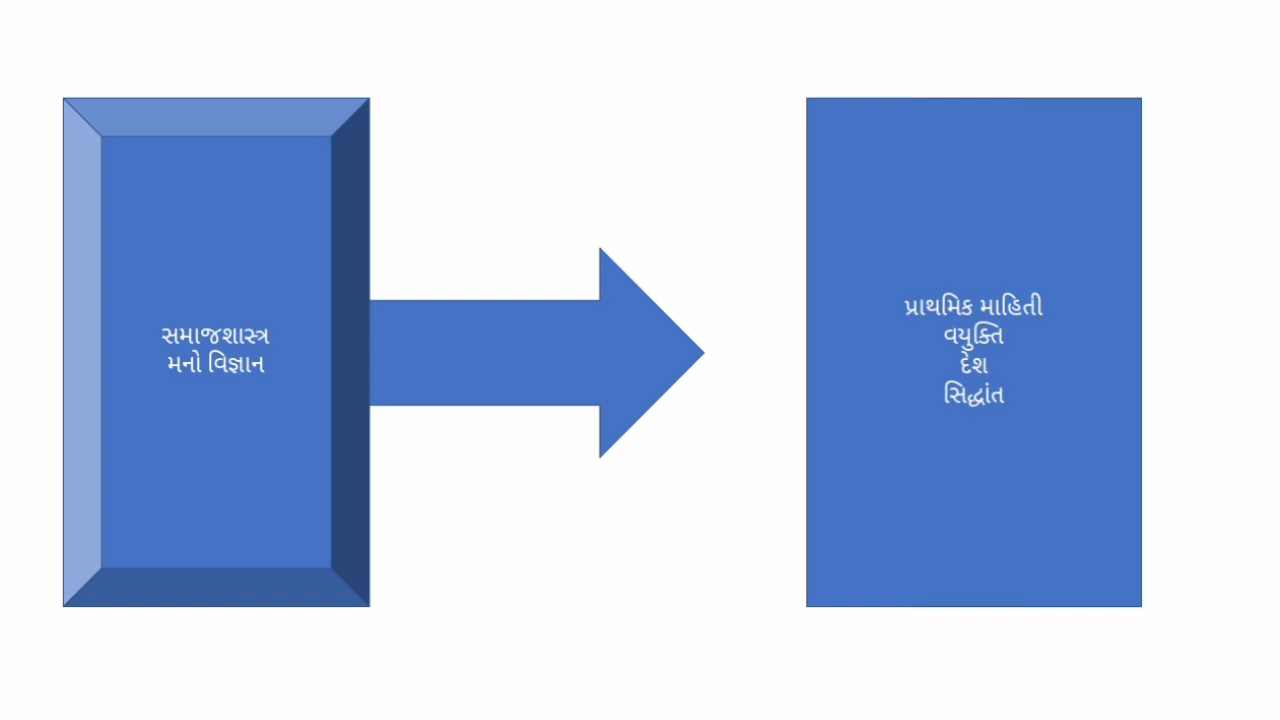 સમાજશાસ્ત્ર
મનો વિજ્ઞાન
પ્રાથમિક માહિતી
વયુક્તિ
દેશ
સિદ્ધાંત